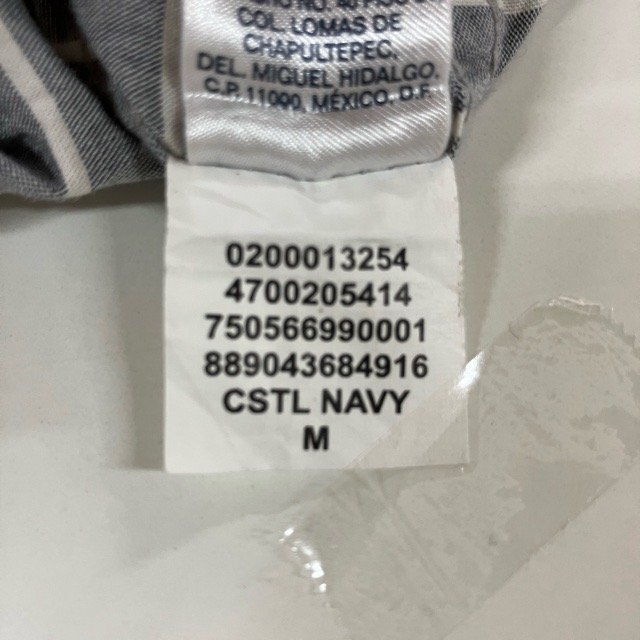 COL LOMAS DE
CHAPULTEPEC,
DEL. MIGUEL HIDALGO,
C.P. 11000, MÉXICO. D.F.
0200013254
4700205414
750566990001
889043684916
CSTL NAVY
M